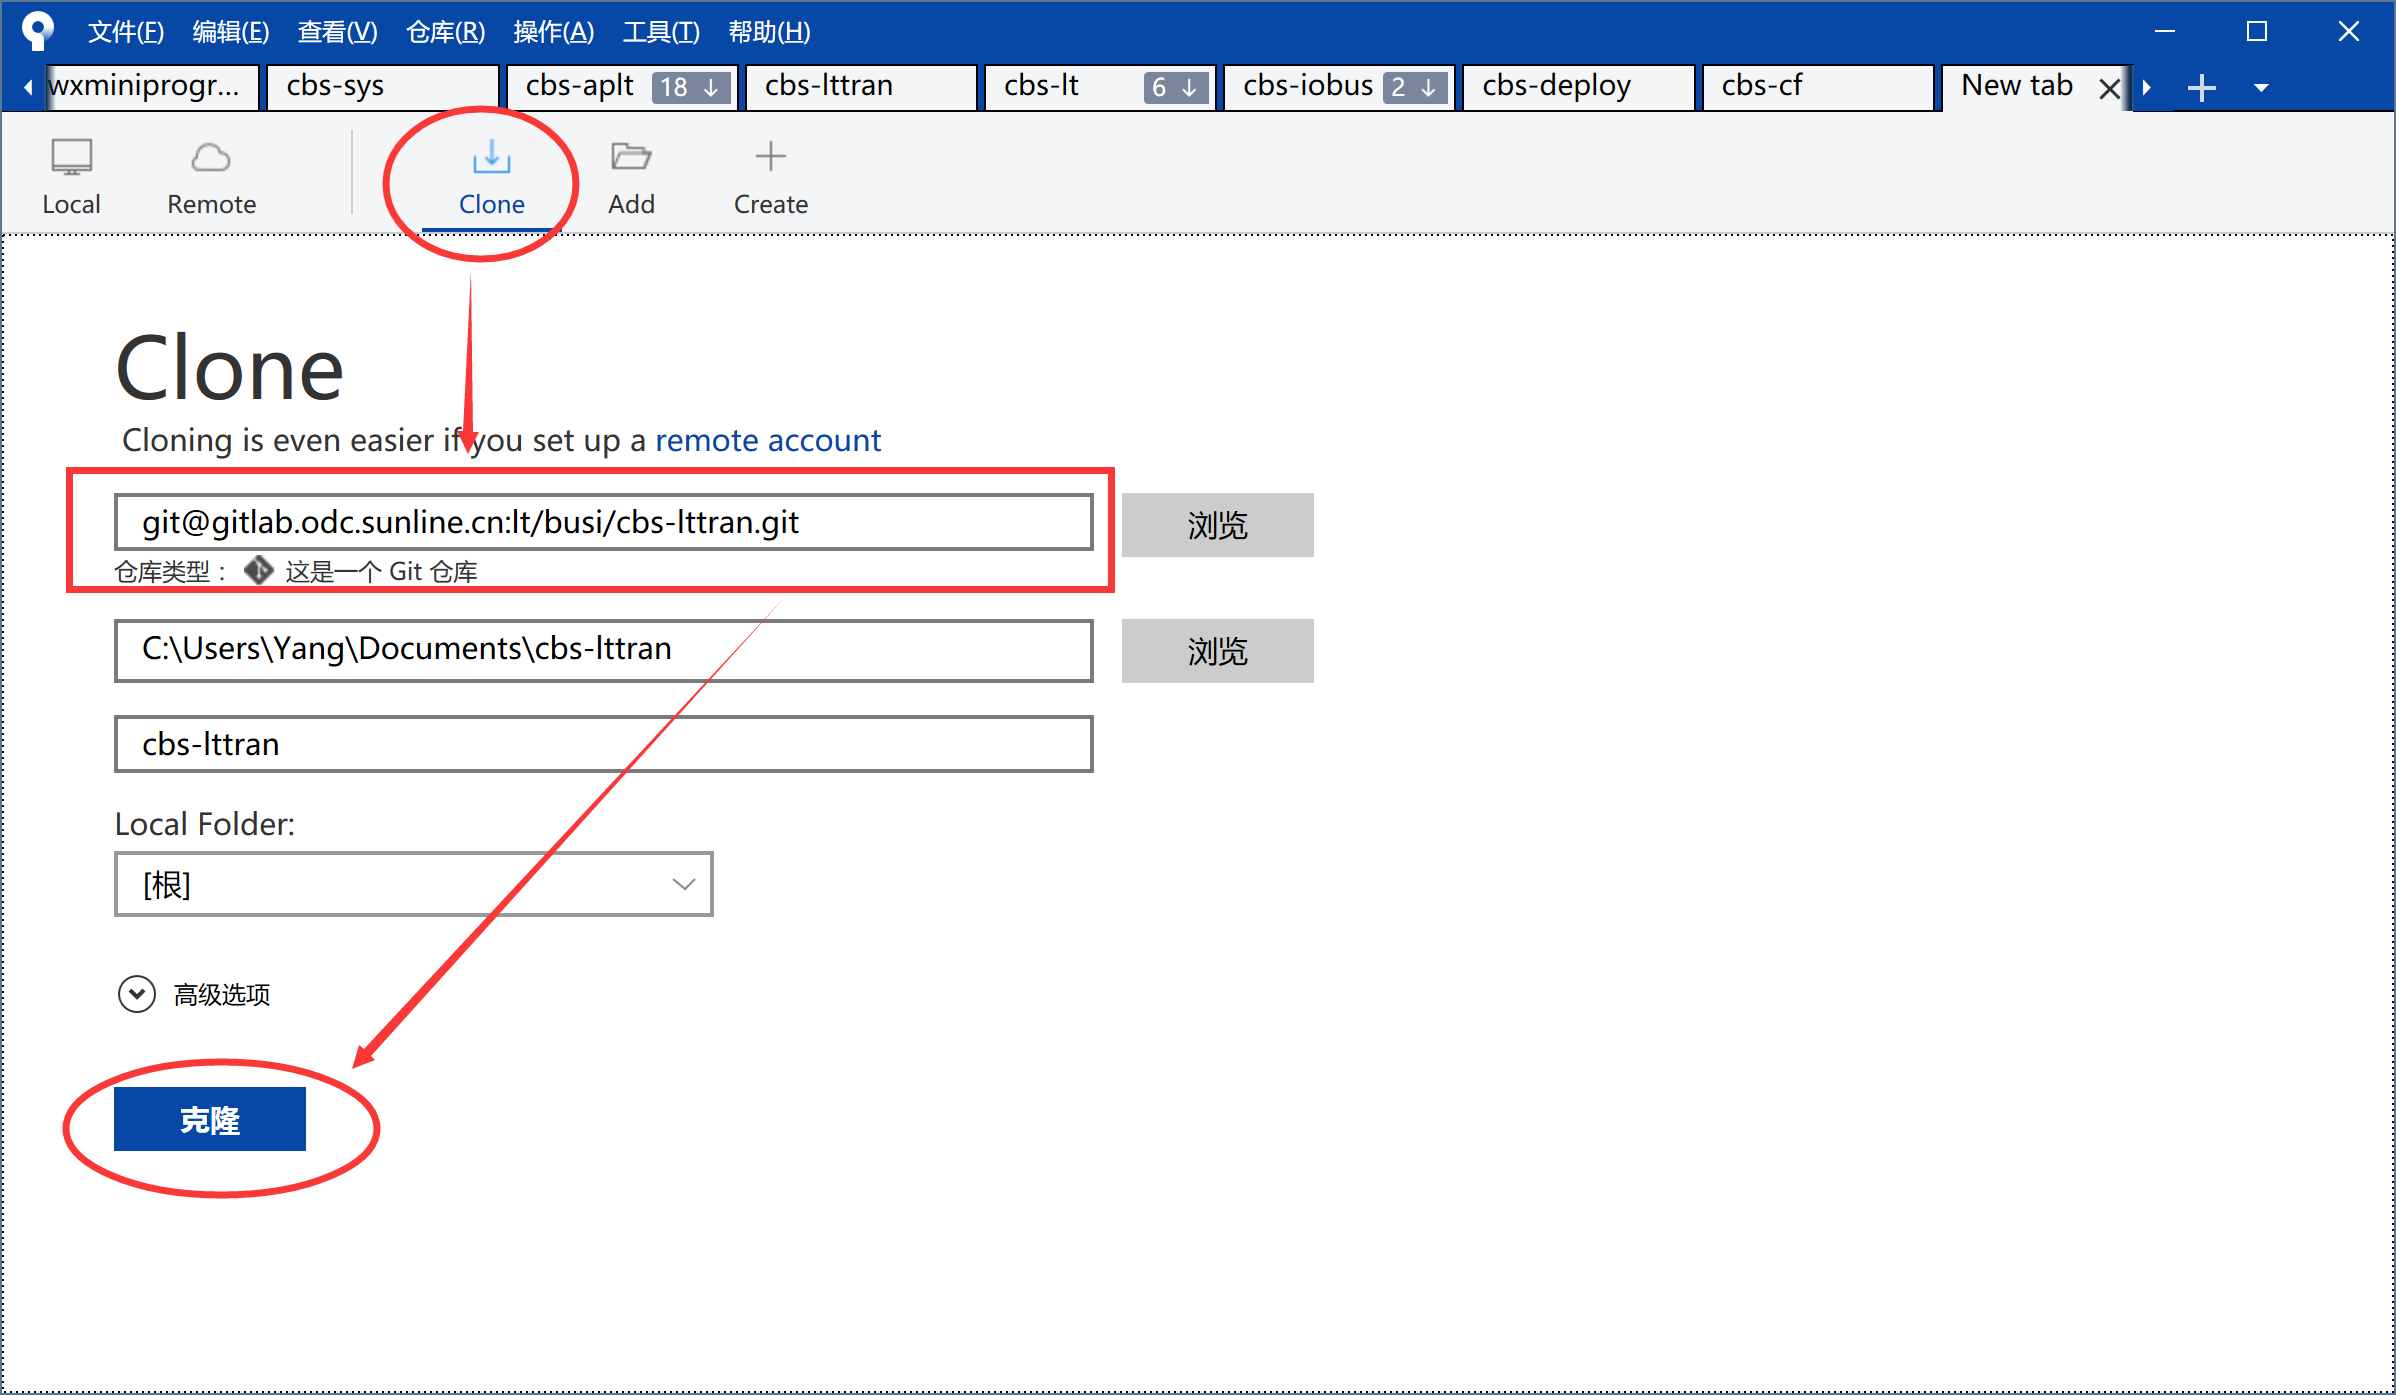 文件(F) 编辑(E) 查看(V) 仓库(R) 操作(A) 工具(T) 帮助(H)
wxminiprogr... cbs-sys cbs-aplt 18 ↓ cbs-lttran cbs-lt 6 ↓ cbs-iobus 2 ↓ cbs-deploy cbs-cf New tab
Local Remote Clone Add Create
Clone
Cloning is even easier if you set up a remote account
git@gitlab.odc.sunline.cn:lt/busi/cbs-lttran.git 浏览
仓库类型： 这是一个 Git 仓库
C:\Users\Yang\Documents\cbs-lttran 浏览
cbs-lttran
Local Folder:
[根]
高级选项
克隆